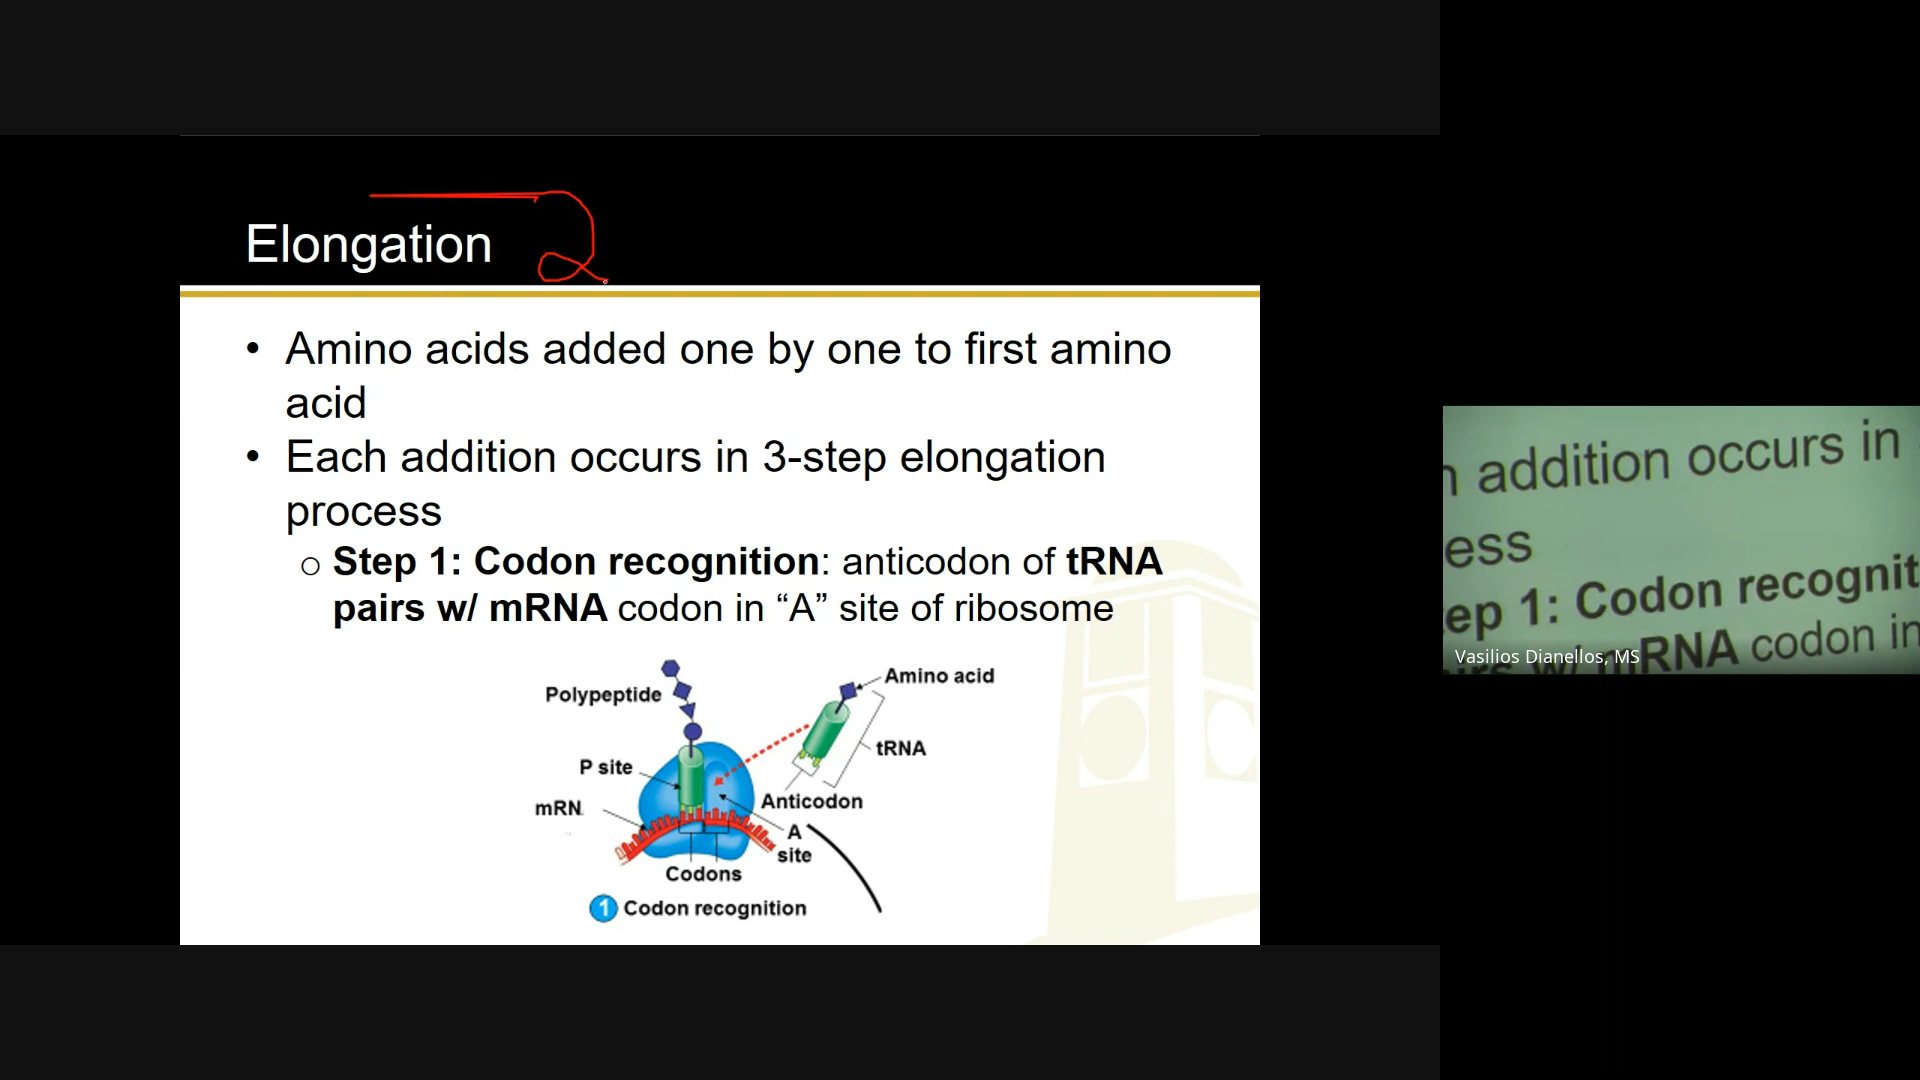 2
Elongation
• Amino acids added one by one to first amino
acid
• Each addition occurs in 3-step elongation
process
o Step 1: Codon recognition: anticodon of tRNA
pairs w/ mRNA codon in “A” site of ribosome
Polypeptide
Amino acid
P site
tRNA
mRN
Anticodon
A
site
Codons
1 Codon recognition
addition occurs in
ess
ep 1: Codon recognit
mRNA codon in
Vasilios Dianellos, MS